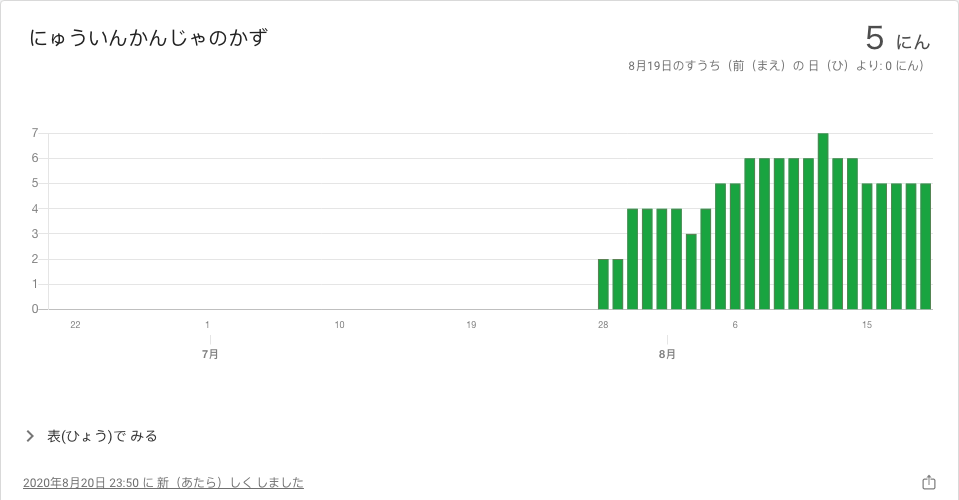 にゅういんかんじゃのかず
5 にん
8月19日のすうち（前（まえ）の 日（ひ）より: 0 にん）
7
6
5
4
3
2
1
0
22 1 10 19 28 6 15
7月 8月
表(ひょう)で みる
2020年8月20日 23:50 に 新（あたら）しく しました